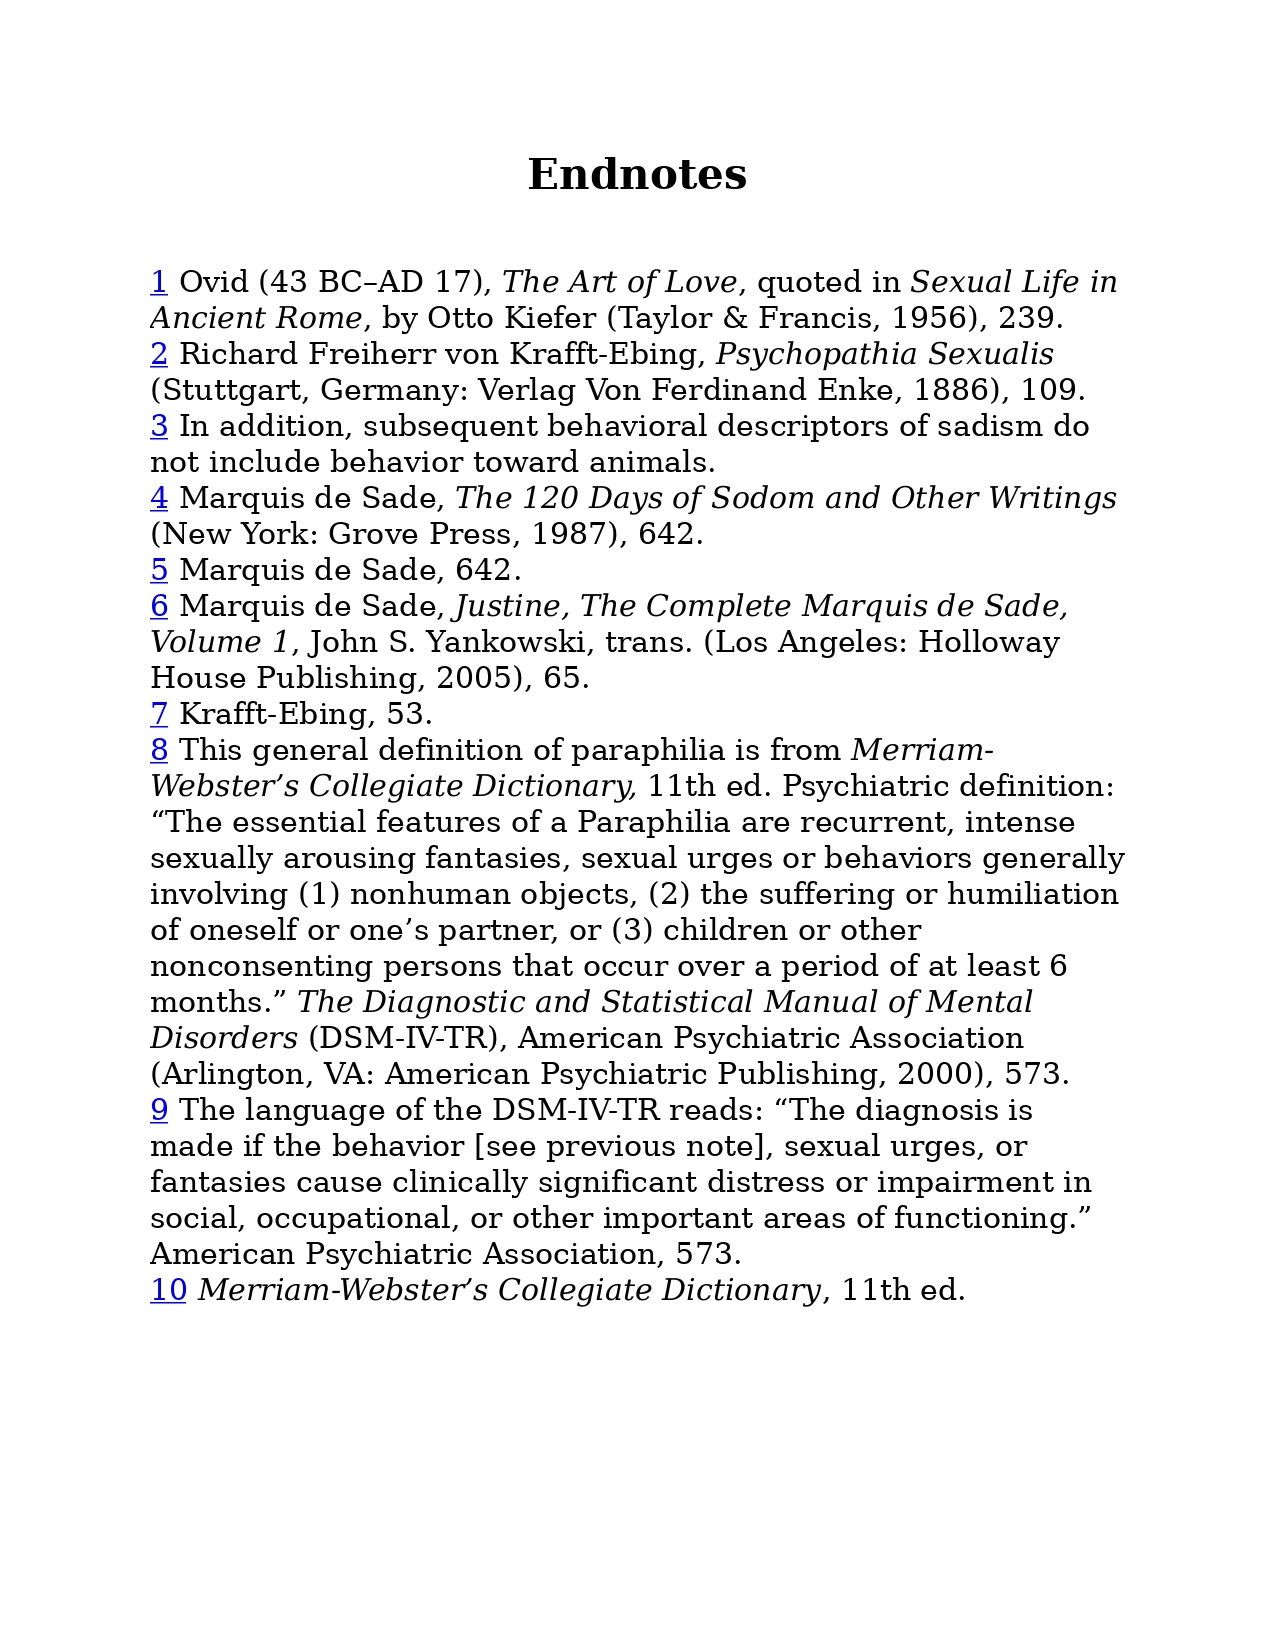 Endnotes
1 Ovid (43 BC–AD 17), The Art of Love, quoted in Sexual Life in
Ancient Rome, by Otto Kiefer (Taylor & Francis, 1956), 239.
2 Richard Freiherr von Krafft-Ebing, Psychopathia Sexualis
(Stuttgart, Germany: Verlag Von Ferdinand Enke, 1886), 109.
3 In addition, subsequent behavioral descriptors of sadism do
not include behavior toward animals.
4 Marquis de Sade, The 120 Days of Sodom and Other Writings
(New York: Grove Press, 1987), 642.
5 Marquis de Sade, 642.
6 Marquis de Sade, Justine, The Complete Marquis de Sade,
Volume 1, John S. Yankowski, trans. (Los Angeles: Holloway
House Publishing, 2005), 65.
7 Krafft-Ebing, 53.
8 This general definition of paraphilia is from Merriam-
Webster’s Collegiate Dictionary, 11th ed. Psychiatric definition:
“The essential features of a Paraphilia are recurrent, intense
sexually arousing fantasies, sexual urges or behaviors generally
involving (1) nonhuman objects, (2) the suffering or humiliation
of oneself or one’s partner, or (3) children or other
nonconsenting persons that occur over a period of at least 6
months.” The Diagnostic and Statistical Manual of Mental
Disorders (DSM-IV-TR), American Psychiatric Association
(Arlington, VA: American Psychiatric Publishing, 2000), 573.
9 The language of the DSM-IV-TR reads: “The diagnosis is
made if the behavior [see previous note], sexual urges, or
fantasies cause clinically significant distress or impairment in
social, occupational, or other important areas of functioning.”
American Psychiatric Association, 573.
10 Merriam-Webster’s Collegiate Dictionary, 11th ed.